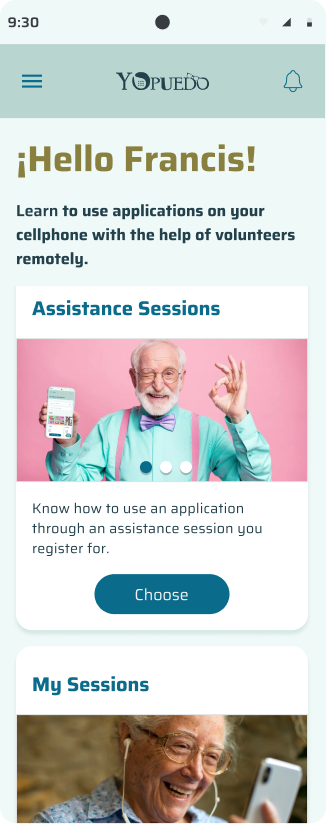 9:30
YOPUEDO
¡Hello Francis!
Learn to use applications on your
cellphone with the help of volunteers
remotely.
Assistance Sessions
Know how to use an application
through an assistance session you
register for.
Choose
My Sessions